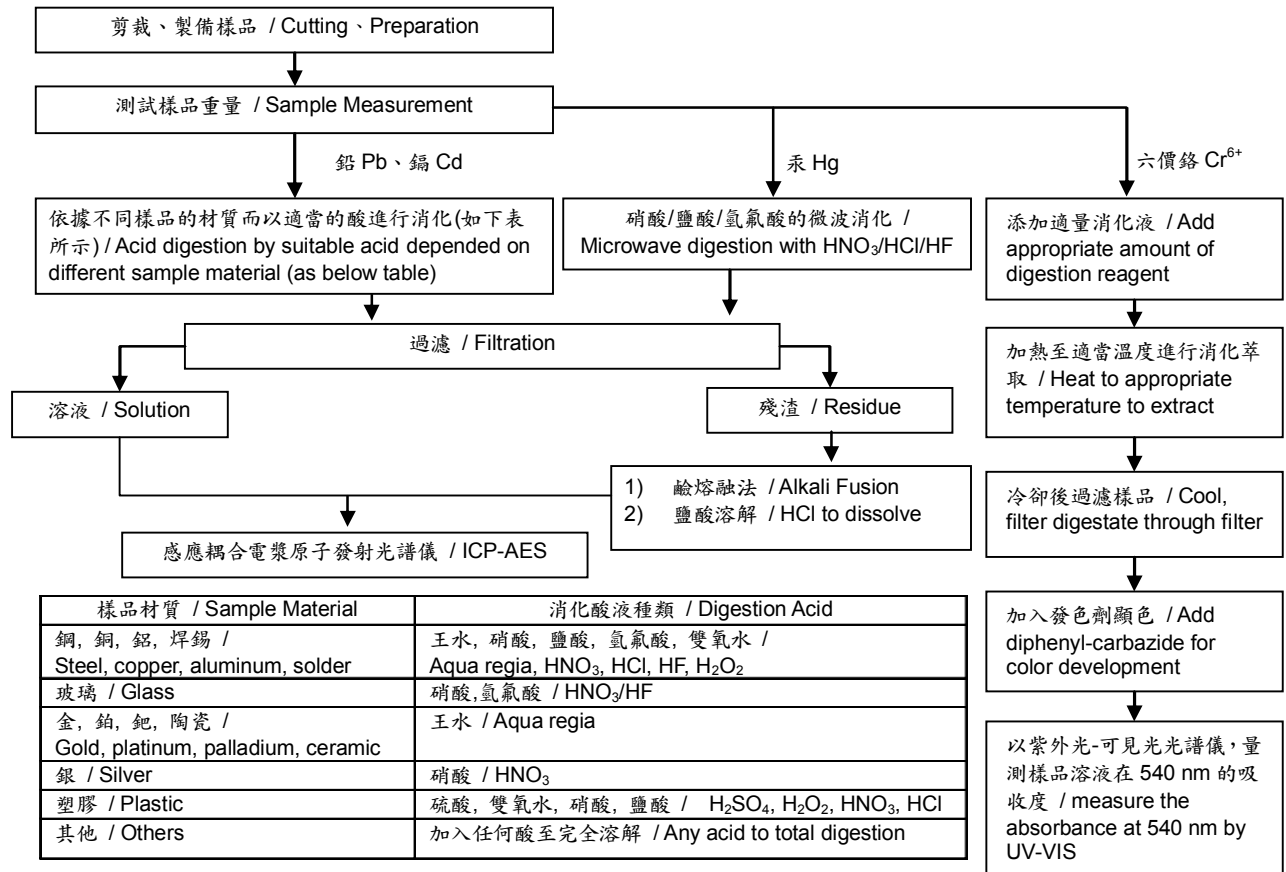 剪裁、製備樣品 / Cutting、Preparation
測試樣品重量 / Sample Measurement
鉛 Pb、鎘 Cd
汞 Hg
六價鉻 Cr⁶⁺
依據不同樣品的材質而以適當的酸進行消化(如下表
所示) / Acid digestion by suitable acid depended on
different sample material (as below table)
硝酸/鹽酸/氫氟酸的微波消化 /
Microwave digestion with HNO₃/HCl/HF
添加適量消化液 / Add
appropriate amount of
digestion reagent
過濾 / Filtration
加熱至適當溫度進行消化萃
取 / Heat to appropriate
temperature to extract
溶液 / Solution
殘渣 / Residue
1) 鹼熔融法 / Alkali Fusion
2) 鹽酸溶解 / HCl to dissolve
冷卻後過濾樣品 / Cool,
filter digestate through filter
感應耦合電漿原子發射光譜儀 / ICP-AES
加入發色劑顯色 / Add
diphenyl-carbazide for
color development
以紫外光-可見光光譜儀，量
測樣品溶液在 540 nm 的吸
收度 / measure the
absorbance at 540 nm by
UV-VIS
樣品材質 / Sample Material
消化酸液種類 / Digestion Acid
鋼, 銅, 鋁, 焊錫 /
Steel, copper, aluminum, solder
王水, 硝酸, 鹽酸, 氫氟酸, 雙氧水 /
Aqua regia, HNO₃, HCl, HF, H₂O₂
玻璃 / Glass
硝酸,氫氟酸 / HNO₃/HF
金, 鉑, 鈀, 陶瓷 /
Gold, platinum, palladium, ceramic
王水 / Aqua regia
銀 / Silver
硝酸 / HNO₃
塑膠 / Plastic
硫酸, 雙氧水, 硝酸, 鹽酸 / H₂SO₄, H₂O₂, HNO₃, HCl
其他 / Others
加入任何酸至完全溶解 / Any acid to total digestion